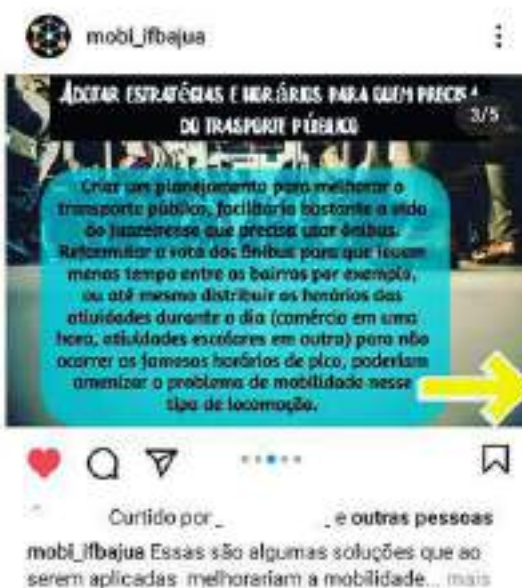 mobi_ifbajua
ADOTAR ESTRATÉGIAS E HORÁRIOS PARA QUEM PRECISA
3/5
DO TRASPORTE PÚBLICO
Criar um planejamento para melhorar o
transporte público, facilitaria bastante a vida
do juazeirense que precisa usar ônibus.
Reformular a rota dos ônibus para que levem
menos tempo entre os bairros por exemplo,
ou até mesmo distribuir os horários das
atividades durante o dia (comércio em uma
hora, atividades escolares em outra) para não
ocorrer os famosos horários de pico, poderiam
amenizar o problema de mobilidade nesse
tipo de locomoção.
Curtido por _ _ e outras pessoas
mobi_ifbajua Essas são algumas soluções que ao
serem aplicadas melhorariam a mobilidade... mais